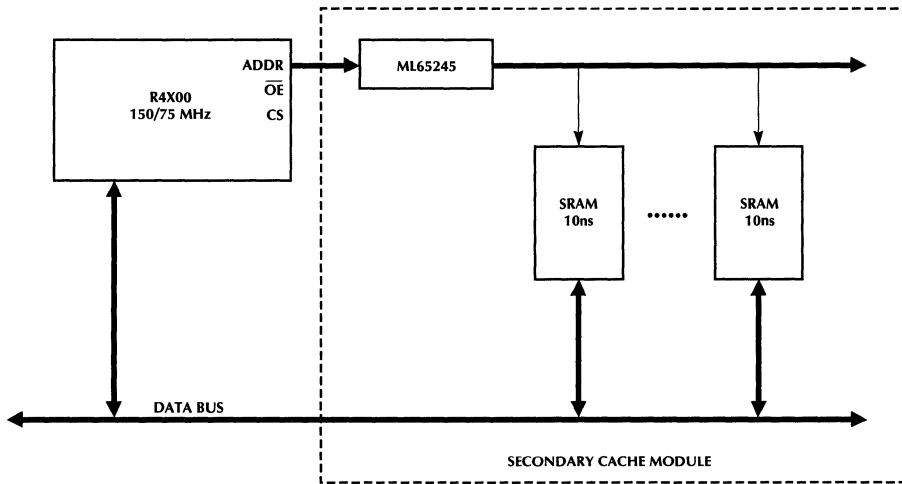 ADDR
OE
CS
R4X00
150/75 MHz
ML65245
SRAM
10ns
......
SRAM
10ns
DATA BUS
SECONDARY CACHE MODULE